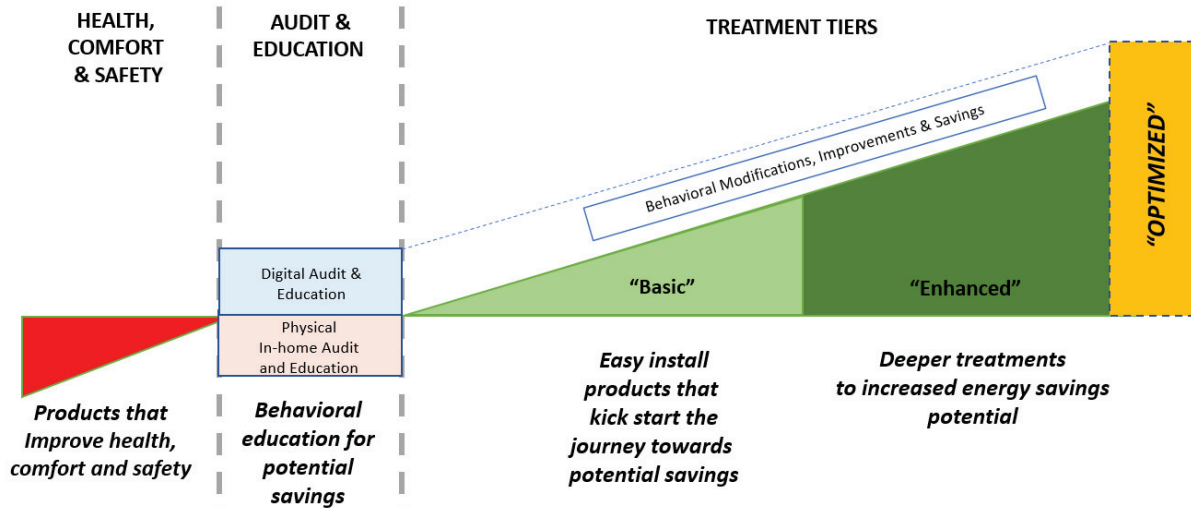 HEALTH,
COMFORT
& SAFETY
AUDIT &
EDUCATION
TREATMENT TIERS
Behavioral Modifications, Improvements & Savings
"OPTIMIZED"
Digital Audit &
Education
Physical
In-home Audit
and Education
“Basic”
“Enhanced”
Products that
Improve health,
comfort and safety
Behavioral
education for
potential
savings
Easy install
products that
kick start the
journey towards
potential savings
Deeper treatments
to increased energy savings
potential